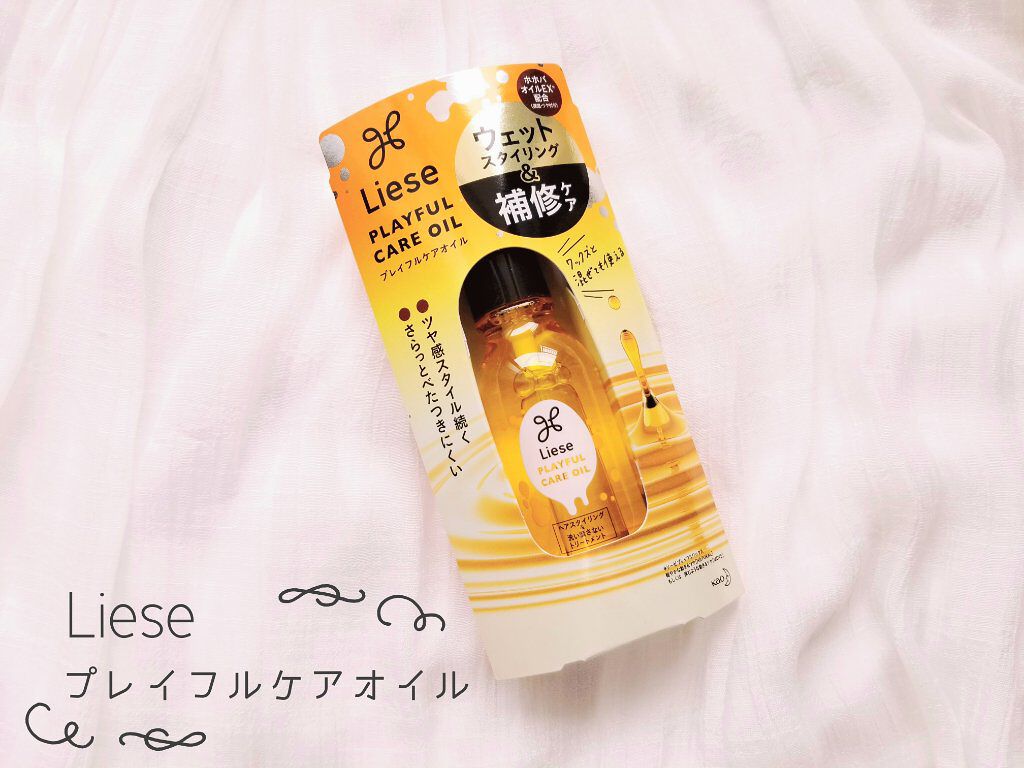 Liese
PLAYFUL
CARE OIL
プレイフルケアオイル
ホホバ
オイルEX*
配合
ウェット
スタイリング
&
補修ケア
ワックスと
混ぜても使える
ツヤ感スタイル続く
さらっとべたつきにくい
Liese
PLAYFUL
CARE OIL
ヘアスタイリング
&
洗い流さない
トリートメント
Kao
Liese
プレイフルケアオイル